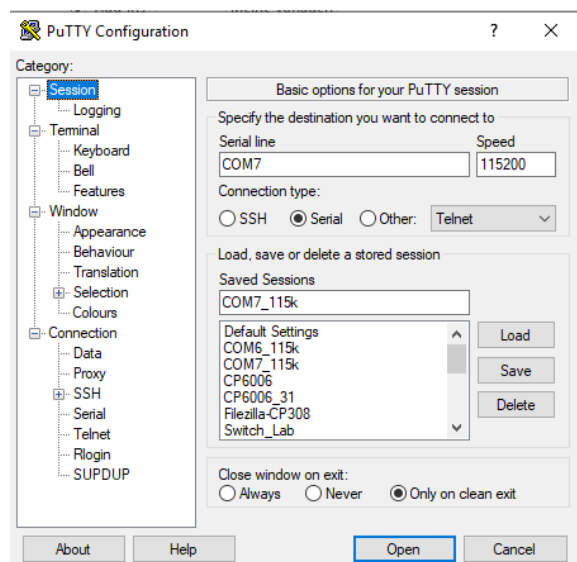 PuTTY Configuration
?
Category:
Session
Logging
Terminal
Keyboard
Bell
Features
Window
Appearance
Behaviour
Translation
Selection
Colours
Connection
Data
Proxy
SSH
Serial
Telnet
Rlogin
SUPDUP
Basic options for your PuTTY session
Specify the destination you want to connect to
Serial line Speed
COM7 115200
Connection type:
SSH Serial Other: Telnet
Load, save or delete a stored session
Saved Sessions
COM7_115k
Default Settings
COM6_115k
COM7_115k
CP6006
CP6006_31
Filezilla-CP308
Switch_Lab
Load
Save
Delete
Close window on exit:
Always Never Only on clean exit
About Help Open Cancel